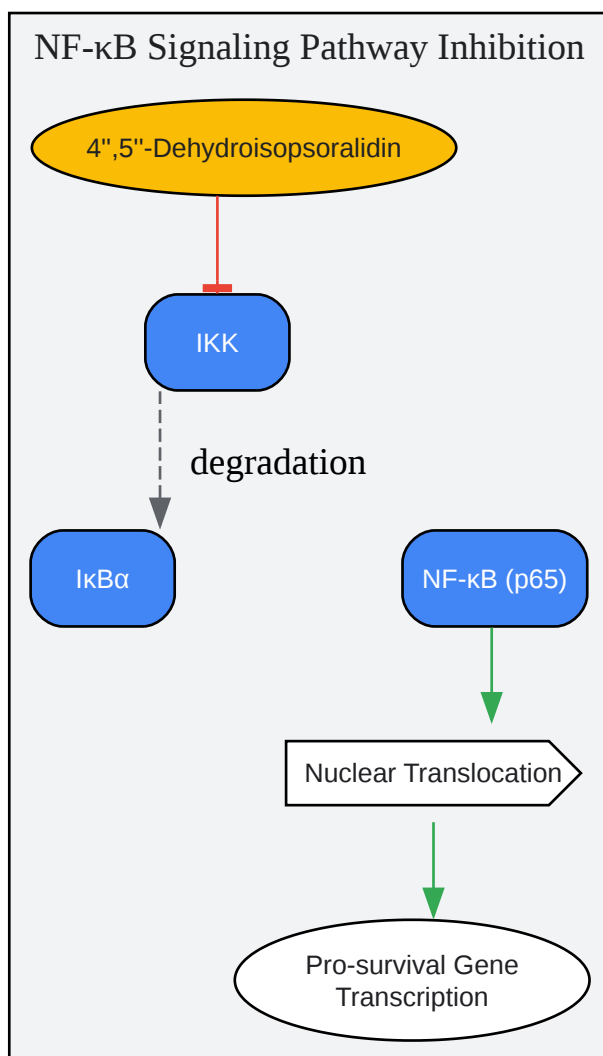 NF-κB Signaling Pathway Inhibition
4'',5''-Dehydroisopsoralidin
IKK
degradation
IκBα
NF-κB (p65)
Nuclear Translocation
Pro-survival Gene
Transcription